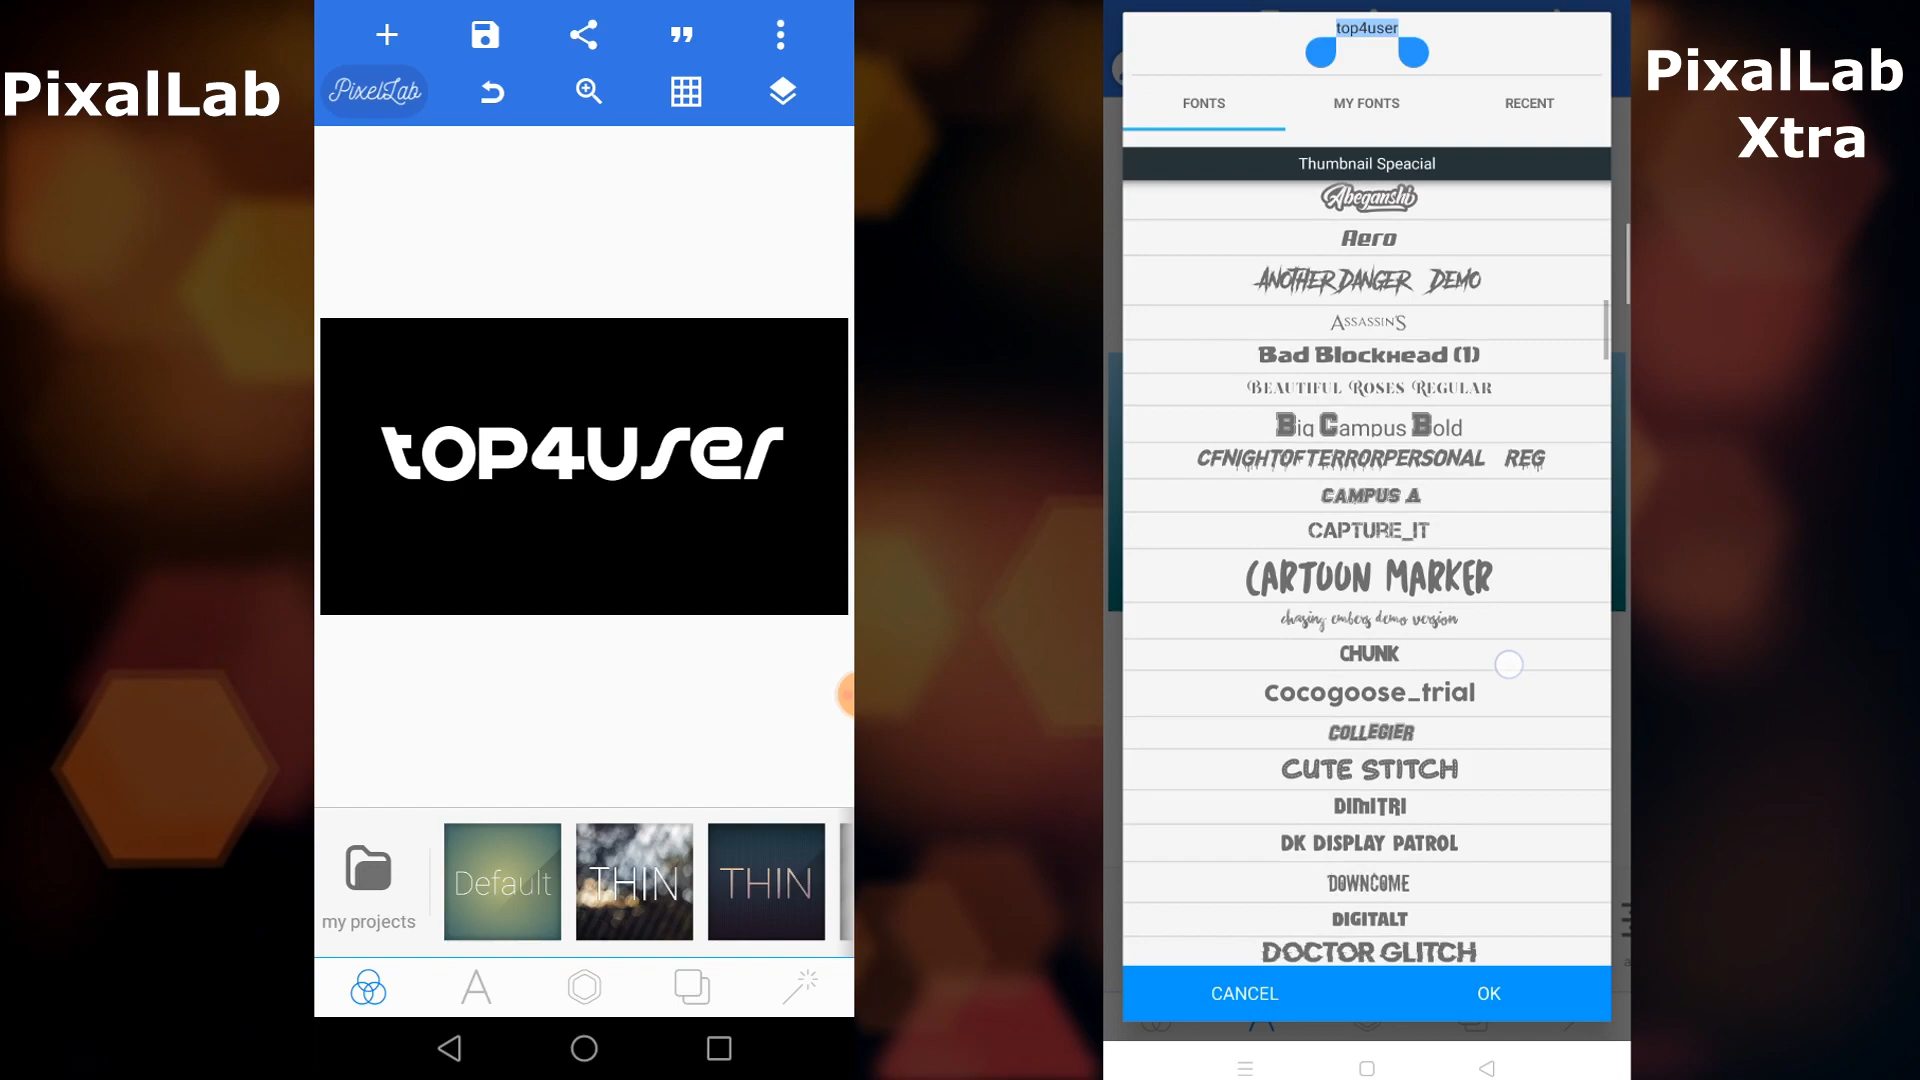 PixalLab
PixelLab
top4user
my projects
Default
THIN
THIN
PixalLab
Xtra
top4user
FONTS
MY FONTS
RECENT
Thumbnail Speacial
Abeganshi
Aero
ANOTHER DANGER DEMO
ASSASSIN'S
Bad Blockhead (1)
BEAUTIFUL ROSES REGULAR
Big Campus Bold
CFNIGHTOFTERRORPERSONAL REG
CAMPUS A
CAPTURE_IT
CARTOON MARKER
chasing embers demo version
CHUNK
Cocogoose_trial
COLLEGIER
CUTE STITCH
DIMITRI
DK DISPLAY PATROL
DOWNCOME
DIGITALT
DOCTOR GLITCH
CANCEL
OK